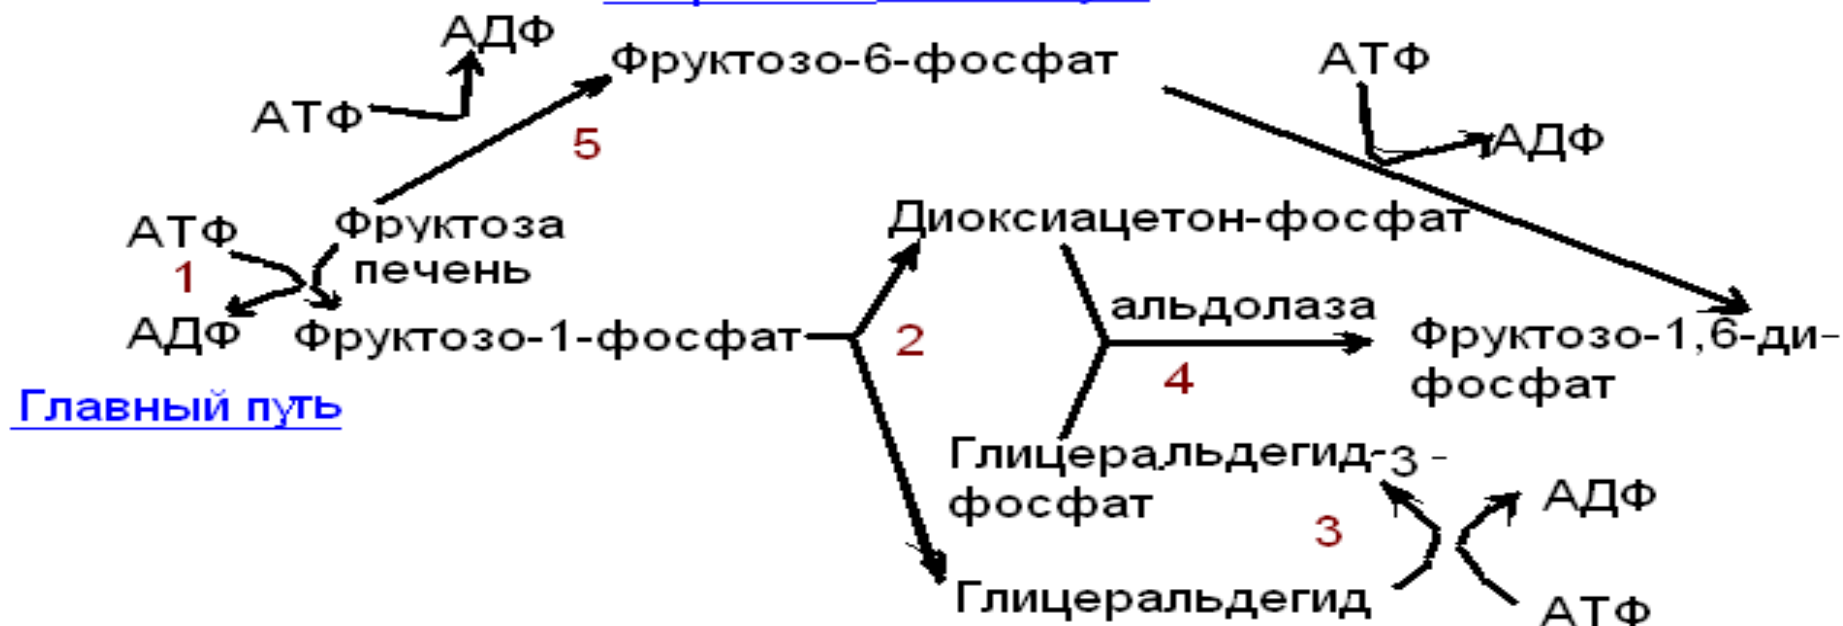 АДФ
Фруктозо-6-фосфат
АТФ
АТФ
5
АДФ
АТФ
Фруктоза
Диоксиацетон-фосфат
1
печень
альдолаза
АДФ
Фруктозо-1-фосфат
2
Фруктозо-1,6-ди-
фосфат
4
Главный путь
Глицеральдегид-3-
фосфат
АДФ
3
Глицеральдегид
АТФ